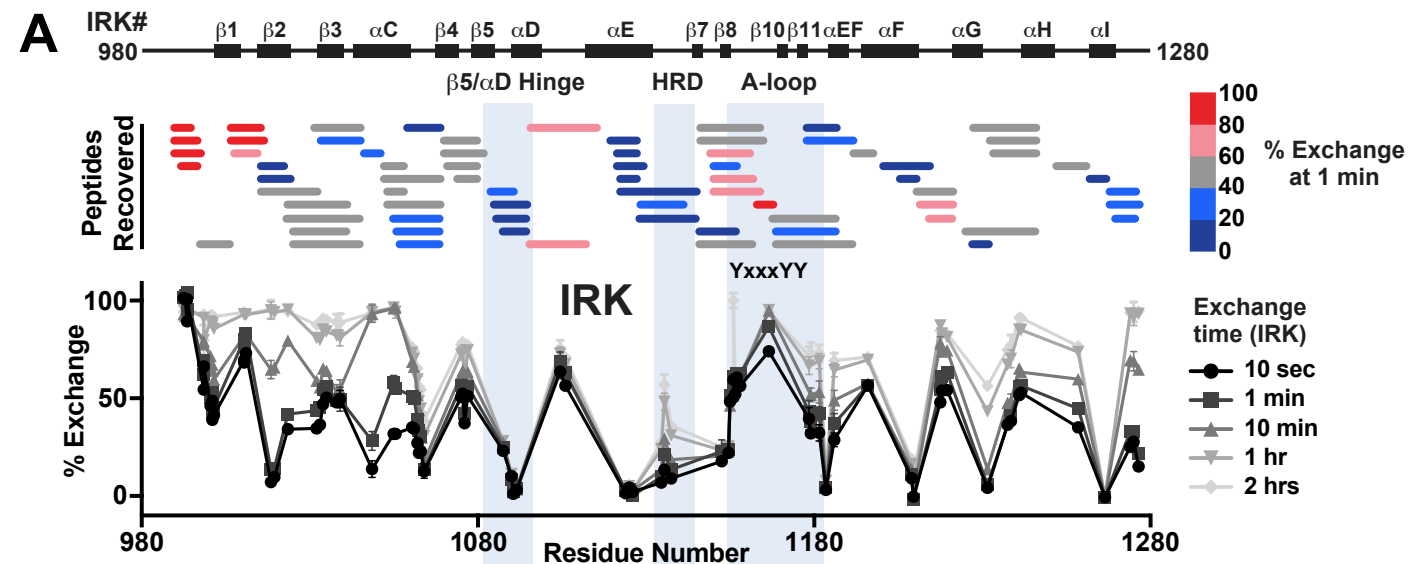 A
IRK#
β1 β2 β3 αC β4 β5 αD αE β7 β8 β10 β11 αEF αF αG αH αI
980 1280
β5/αD Hinge HRD A-loop
Peptides
Recovered
100
80
60
40
20
0
% Exchange
at 1 min
YxxxYY
IRK
% Exchange
100
50
0
980 1080 1180 1280
Residue Number
Exchange
time (IRK)
10 sec
1 min
10 min
1 hr
2 hrs